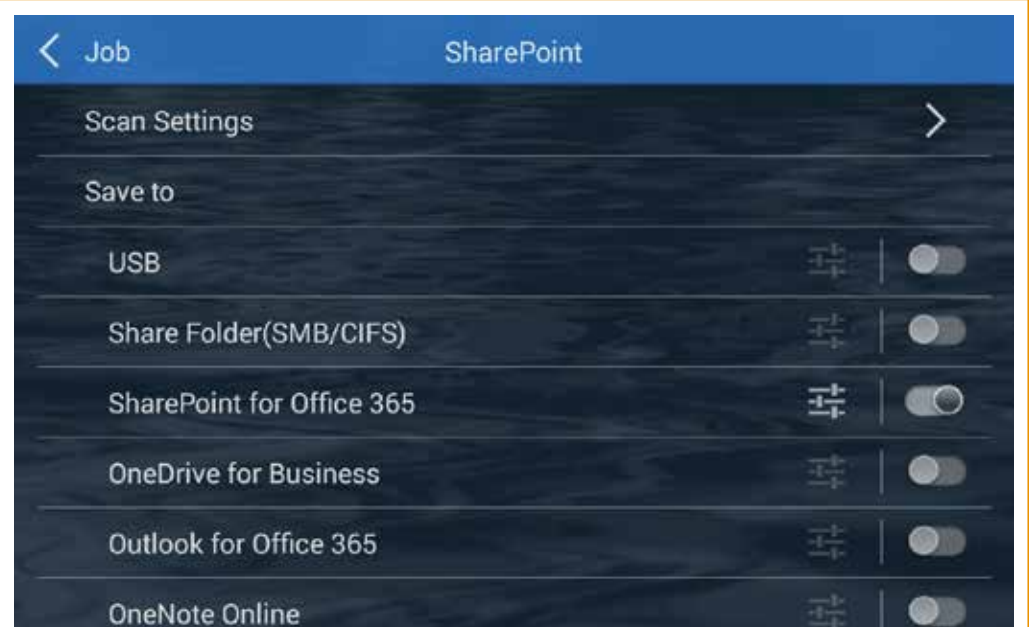 Job
SharePoint
Scan Settings
Save to
USB
Share Folder(SMB/CIFS)
SharePoint for Office 365
OneDrive for Business
Outlook for Office 365
OneNote Online